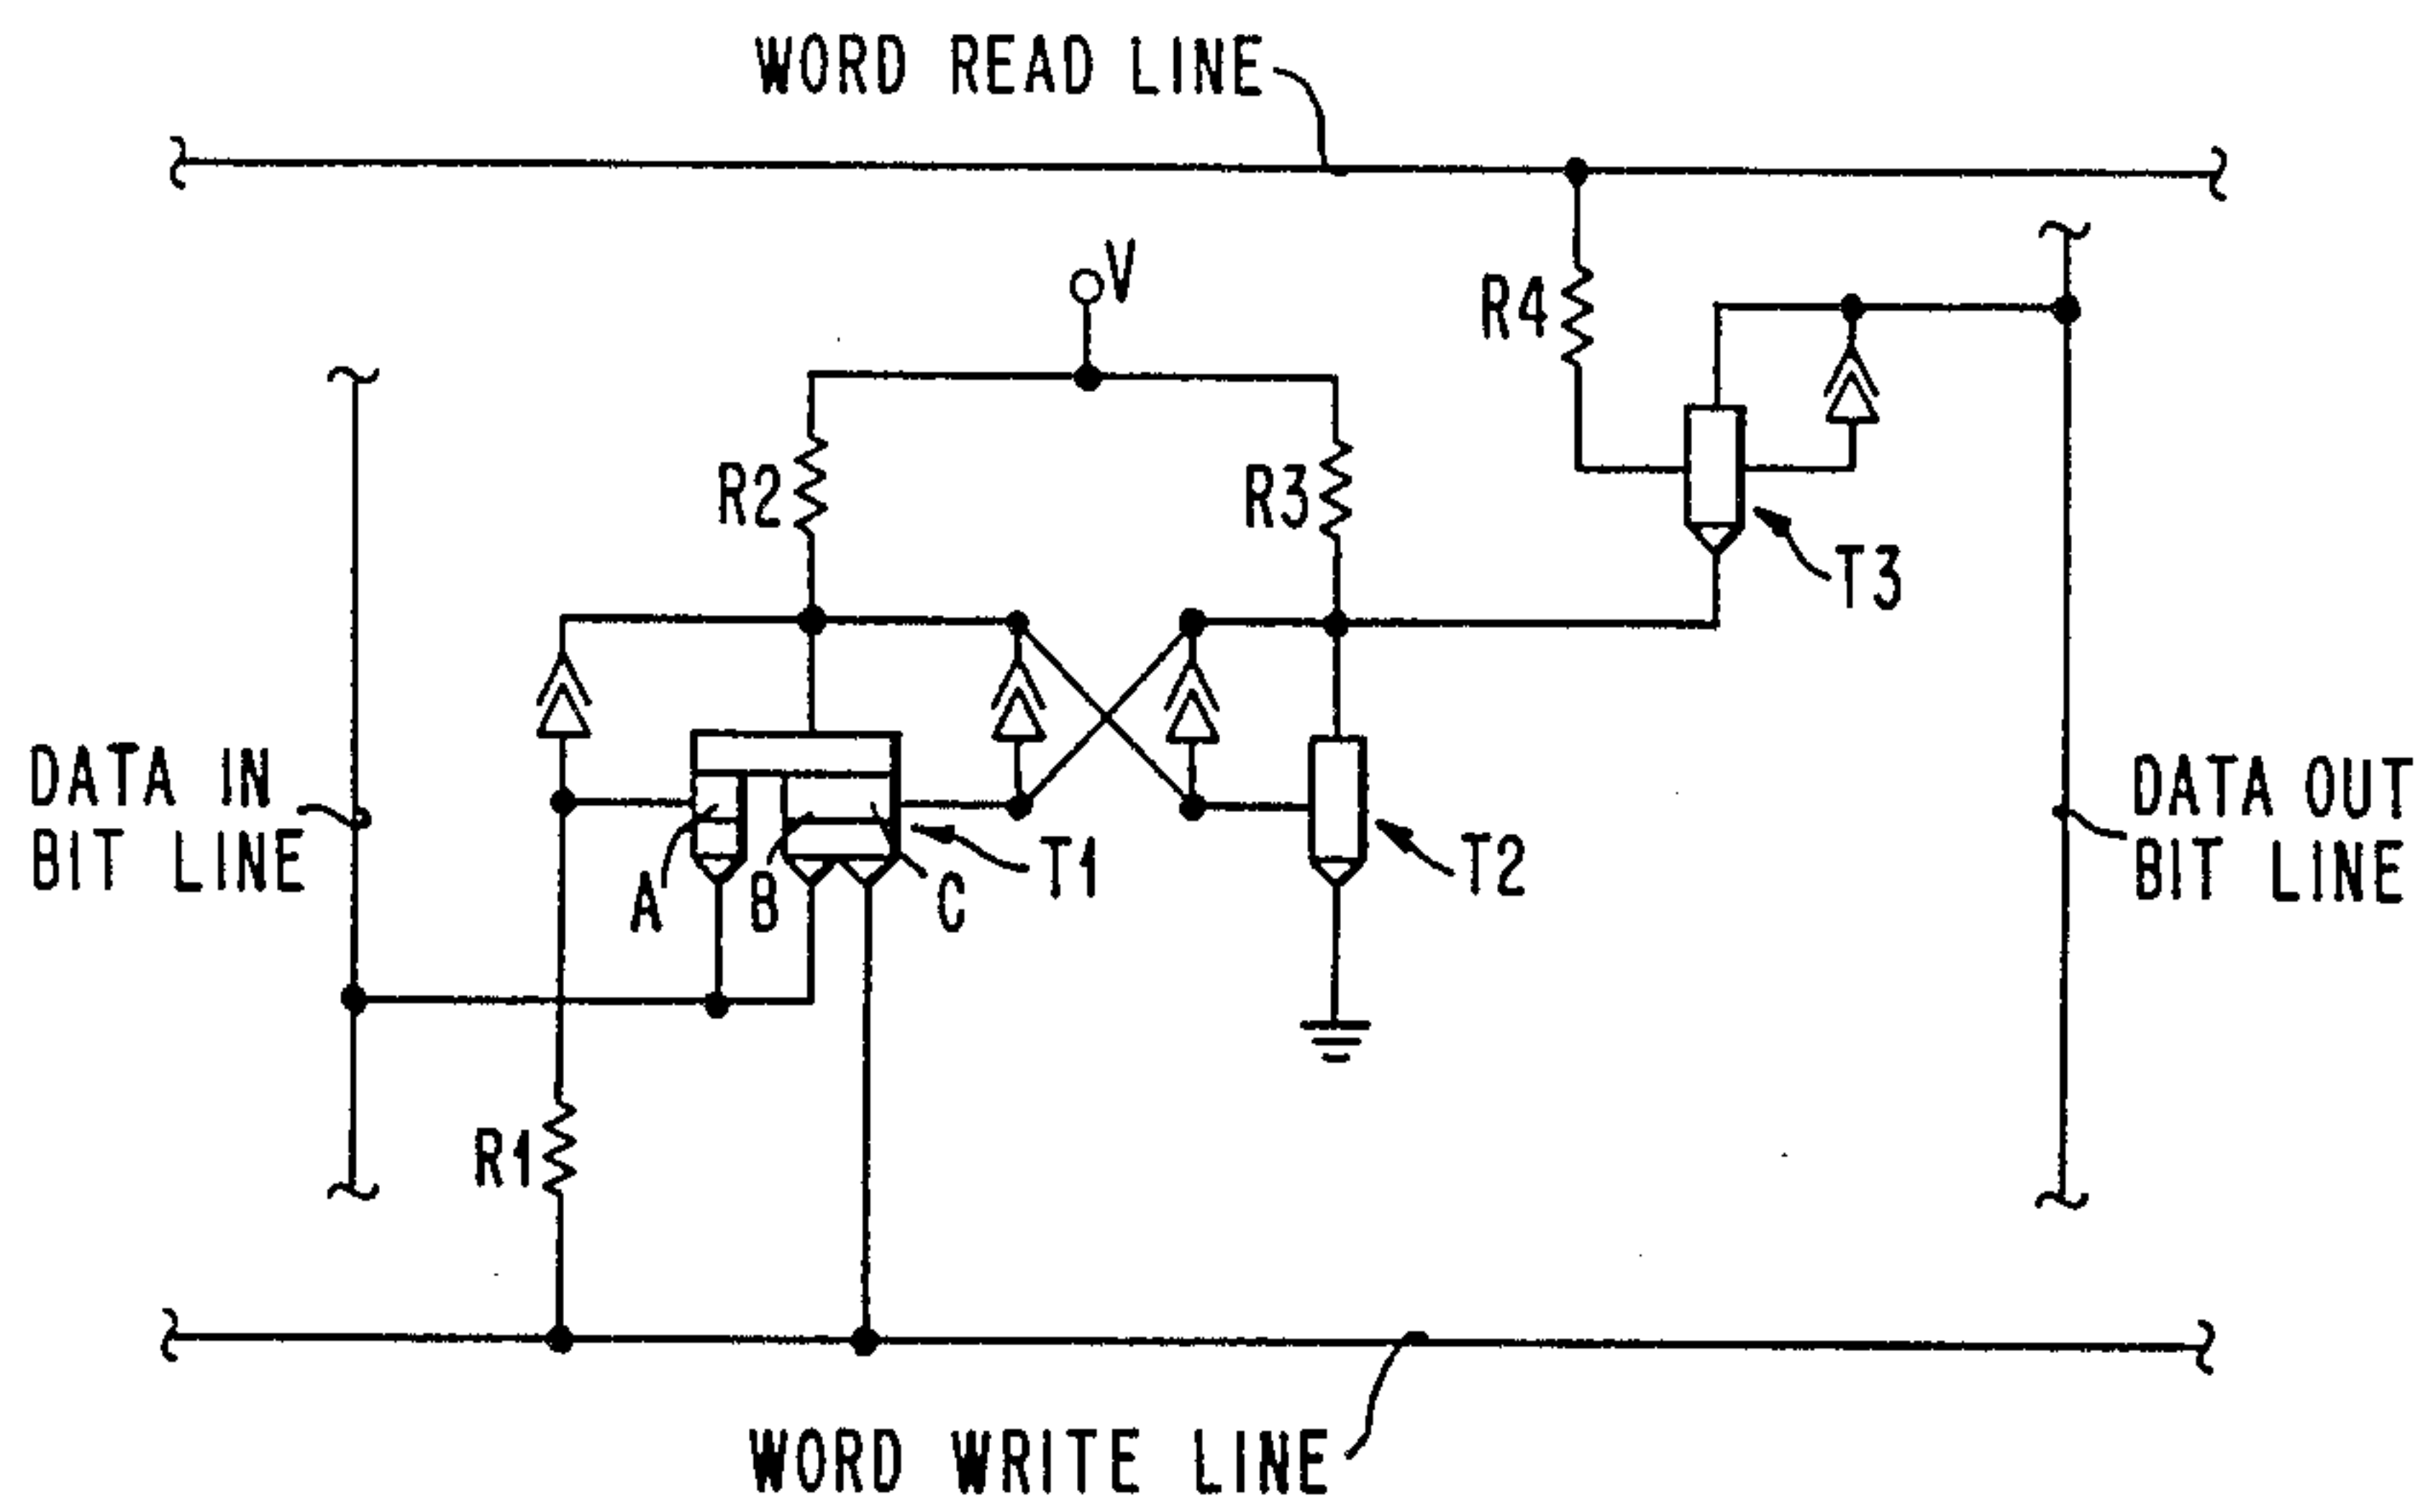 WORD READ LINE
V
R4
R2
R3
T3
DATA IN
BIT LINE
DATA OUT
BIT LINE
A
B
C
T1
T2
R1
WORD WRITE LINE